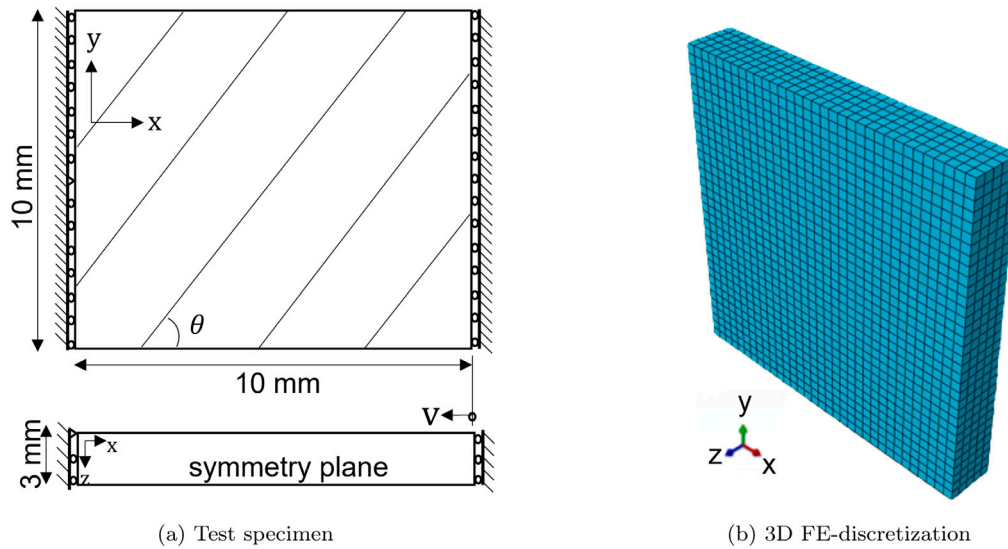 y
x
10 mm
θ
10 mm
v
3 mm
x
z
symmetry plane
(a) Test specimen
y
z
x
(b) 3D FE-discretization